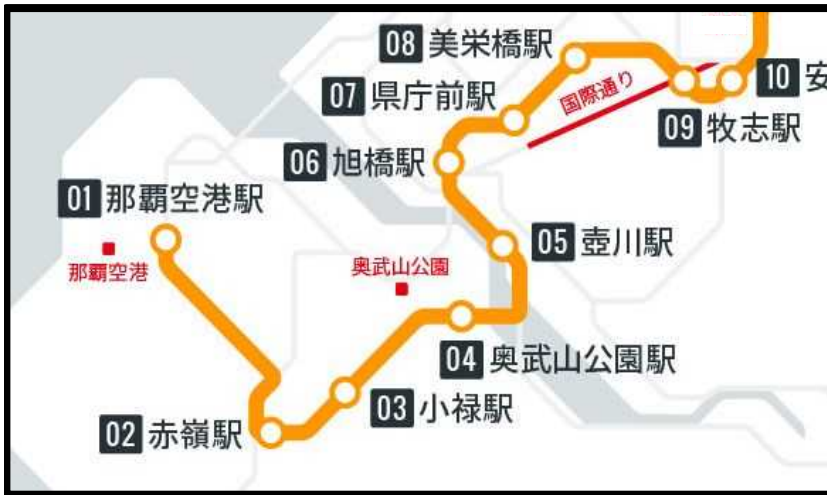 08 美栄橋駅
07 県庁前駅
国際通り
10 安
09 牧志駅
06 旭橋駅
01 那覇空港駅
那覇空港
05 壺川駅
奥武山公園
04 奥武山公園駅
03 小禄駅
02 赤嶺駅